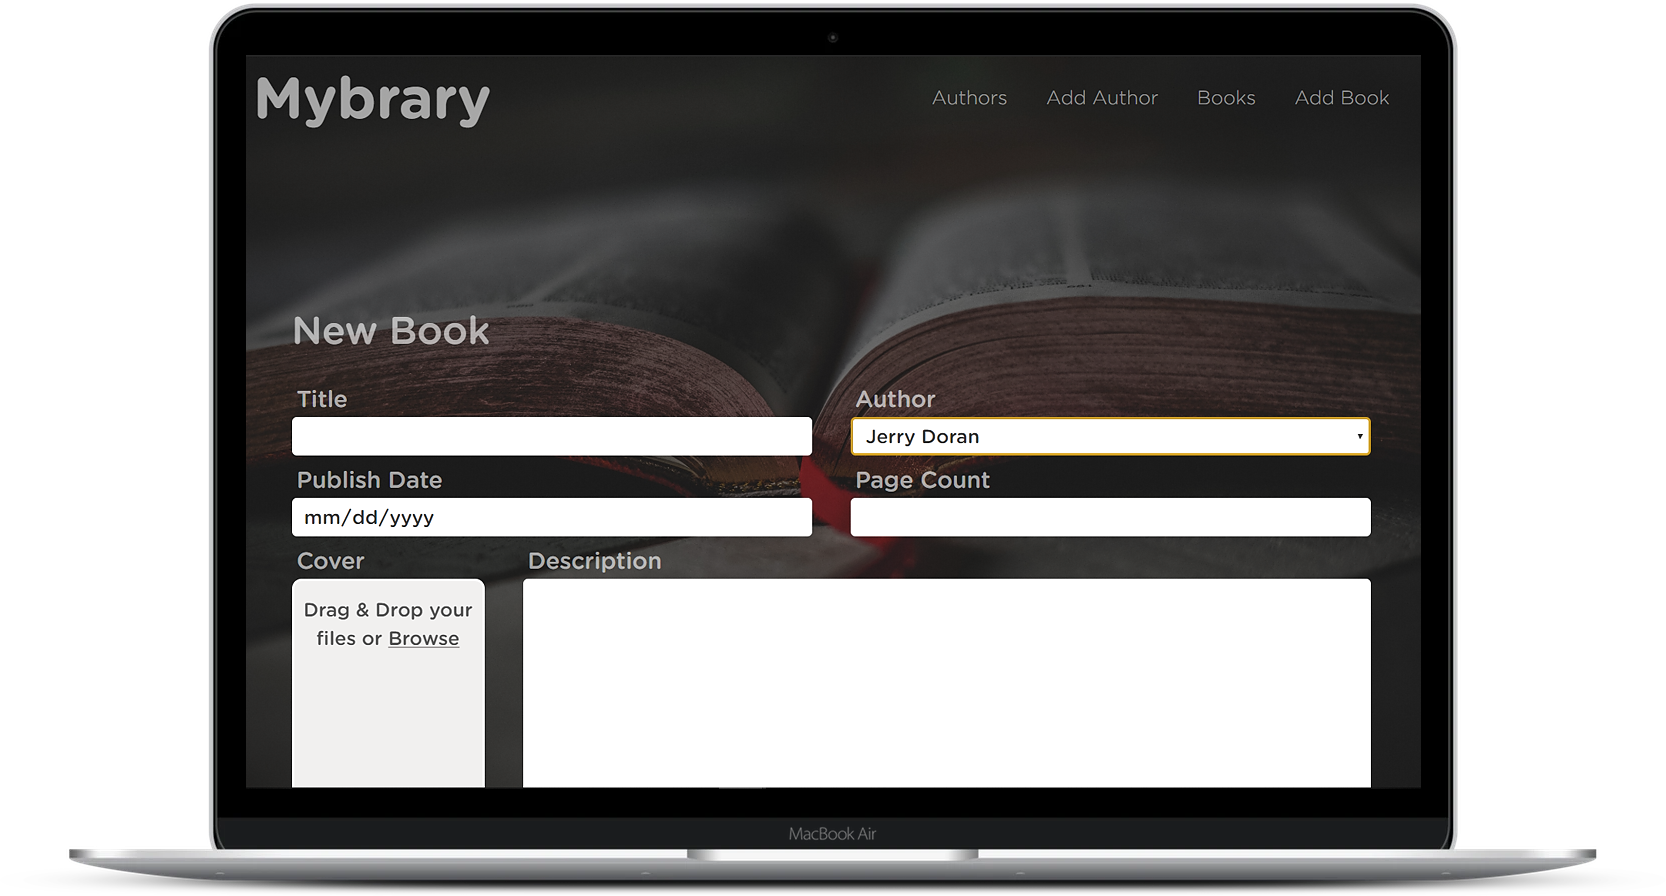 Mybrary
Authors Add Author Books Add Book
New Book
Title
Author
Jerry Doran
Publish Date
Page Count
mm/dd/yyyy
Cover
Description
Drag & Drop your
files or Browse
MacBook Air